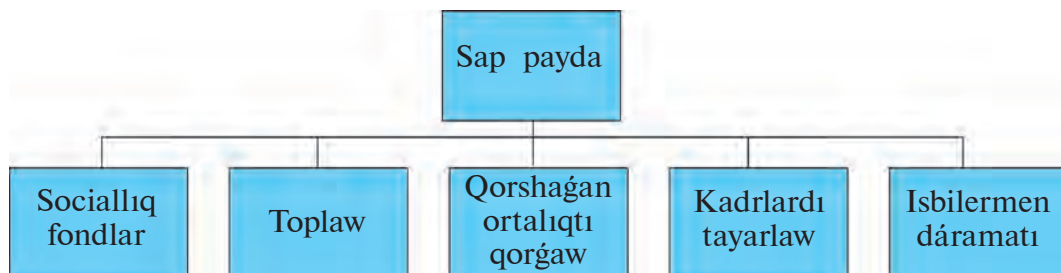 Sap payda
Sociallıq
fondlar
Toplaw
Qorshaǵan
ortalıqtı
qorǵaw
Kadrlardı
tayarlaw
Isbilermen
dáramatı